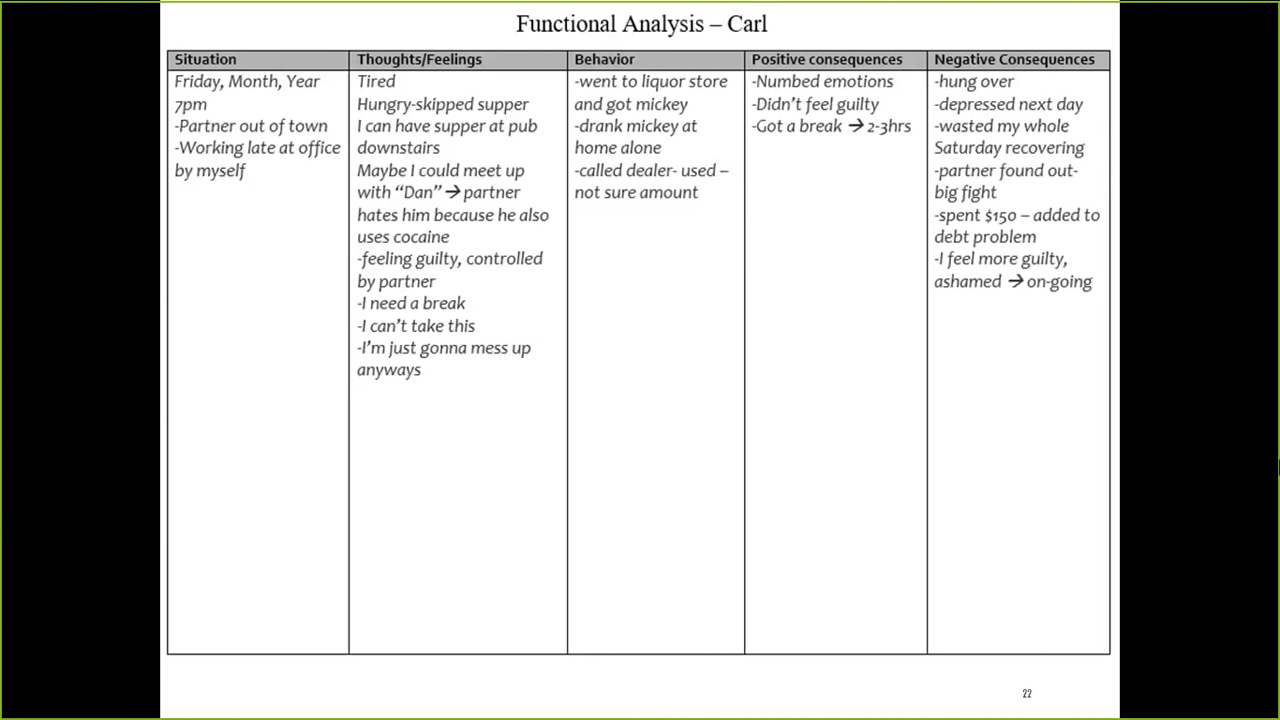 Functional Analysis – Carl
Situation
Friday, Month, Year
7pm
-Partner out of town
-Working late at office
by myself
Thoughts/Feelings
Tired
Hungry-skipped supper
I can have supper at pub
downstairs
Maybe I could meet up
with “Dan” → partner
hates him because he also
uses cocaine
-feeling guilty, controlled
by partner
-I need a break
-I can’t take this
-I’m just gonna mess up
anyways
Behavior
-went to liquor store
and got mickey
-drank mickey at
home alone
-called dealer- used –
not sure amount
Positive consequences
-Numbed emotions
-Didn’t feel guilty
-Got a break → 2-3hrs
Negative Consequences
-hung over
-depressed next day
-wasted my whole
Saturday recovering
-partner found out-
big fight
-spent $150 – added to
debt problem
-I feel more guilty,
ashamed → on-going
22